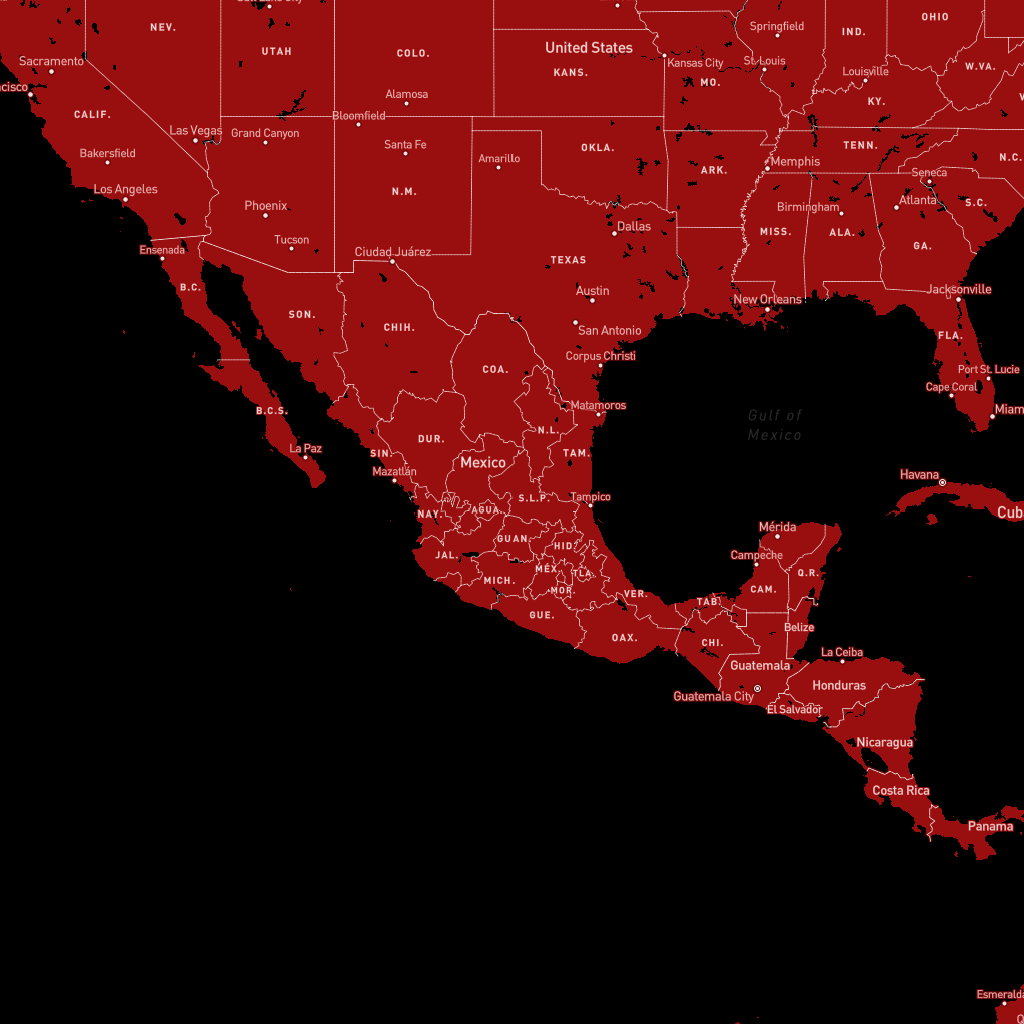 NEV.
UTAH
COLO.
United States
KANS.
Springfield
IND.
OHIO
Sacramento
cisco
CALIF.
Alamosa
Kansas City
St. Louis
MO.
Louisville
W.VA.
KY.
Bloomfield
Las Vegas
Grand Canyon
Bakersfield
Santa Fe
Amarillo
OKLA.
ARK.
Memphis
TENN.
N.C.
Seneca
Los Angeles
N.M.
Phoenix
Birmingham
Atlanta
S.C.
Tucson
Dallas
MISS.
ALA.
GA.
Ensenada
Ciudad Juárez
TEXAS
B.C.
Austin
New Orleans
Jacksonville
SON.
CHIH.
San Antonio
FLA.
Corpus Christi
COA.
Port St. Lucie
Cape Coral
B.C.S.
Matamoros
Miam
Gulf of
Mexico
N.L.
DUR.
La Paz
SIN.
TAM.
Mexico
Mazatlán
Havana
S.L.P.
Tampico
NAY.
AGUA.
Cuba
GUAN.
Mérida
HID.
JAL.
Campeche
MÉX.
TLA.
Q.R.
MICH.
MOR.
CAM.
VER.
TAB.
GUE.
Belize
OAX.
CHI.
La Ceiba
Guatemala
Honduras
Guatemala City
El Salvador
Nicaragua
Costa Rica
Panama
Esmeralda
Q